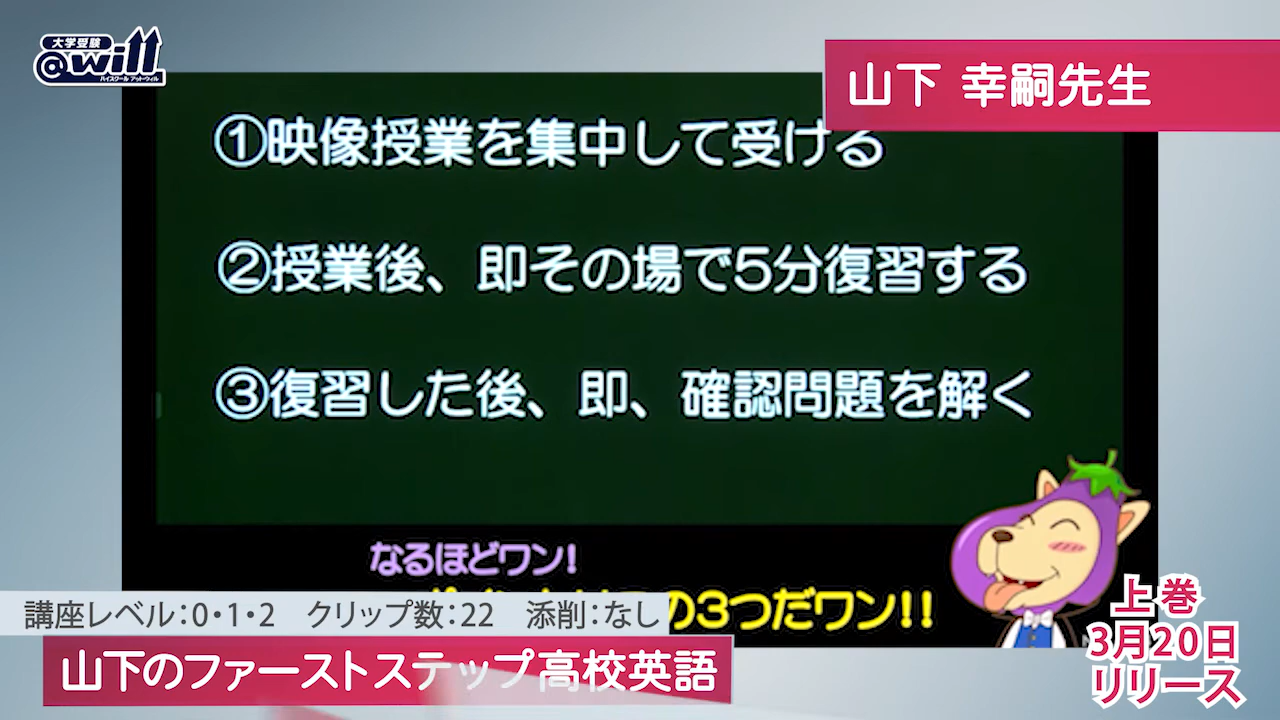 大学受験
@will
ハイスクール アットウィル
山下 幸嗣先生
①映像授業を集中して受ける
②授業後、即その場で5分復習する
③復習した後、即、確認問題を解く
なるほどワン!
の3つだワン!!
講座レベル:0・1・2 クリップ数:22 添削:なし
山下のファーストステップ高校英語
上巻
3月20日
リリース